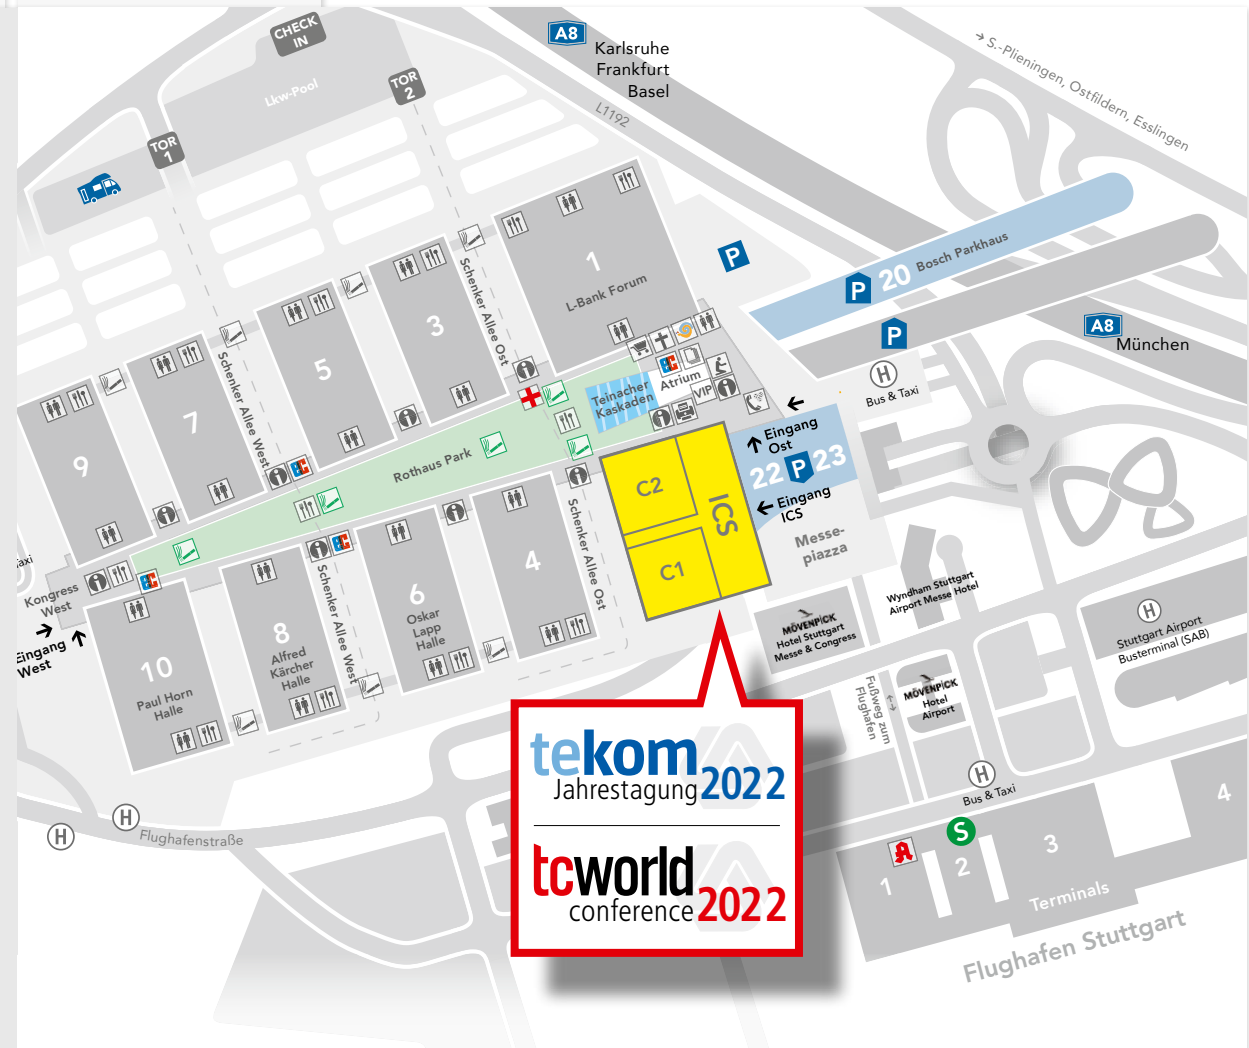 CHECK
IN
Lkw-Pool
TOR
1
TOR
2
A8
Karlsruhe
Frankfurt
Basel
L1192
→ S.-Plieningen, Ostfildern, Esslingen
P
P
20
Bosch Parkhaus
P
A8
München
H
Bus & Taxi
1
L-Bank Forum
3
5
7
9
Schenker Allee Ost
Schenker Allee West
Teinacher
Kaskaden
Atrium
VIP
EC
Rothaus Park
Eingang
Ost
22 P 23
Eingang
ICS
Messe-
piazza
C2
C1
ICS
4
Schenker Allee Ost
6
Oskar
Lapp
Halle
8
Alfred
Kärcher
Halle
Schenker Allee West
10
Paul Horn
Halle
EC
EC
EC
axi
Kongress
West
Eingang
West
MÖVENPICK
Hotel Stuttgart
Messe & Congress
Wyndham Stuttgart
Airport Messe Hotel
MÖVENPICK
Hotel
Airport
Fußweg zum
Flughafen
H
Stuttgart Airport
Busterminal (SAB)
H
Bus & Taxi
S
1
2
3
4
Terminals
Flughafen Stuttgart
H
H
Flughafenstraße
tekom
Jahrestagung 2022
tcworld
conference 2022